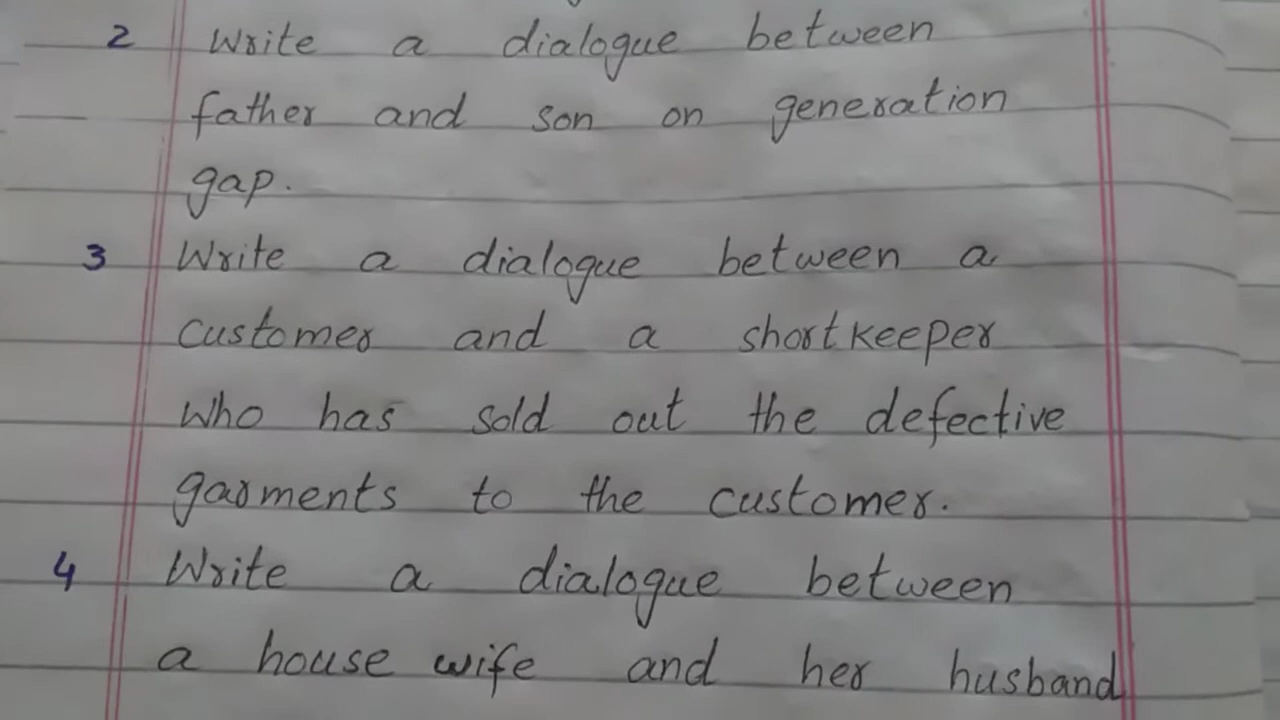 2 Write a dialogue between
father and son on generation
gap.
3 Write a dialogue between a
customer and a shortkeeper
who has sold out the defective
garments to the customer.
4 Write a dialogue between
a house wife and her husband